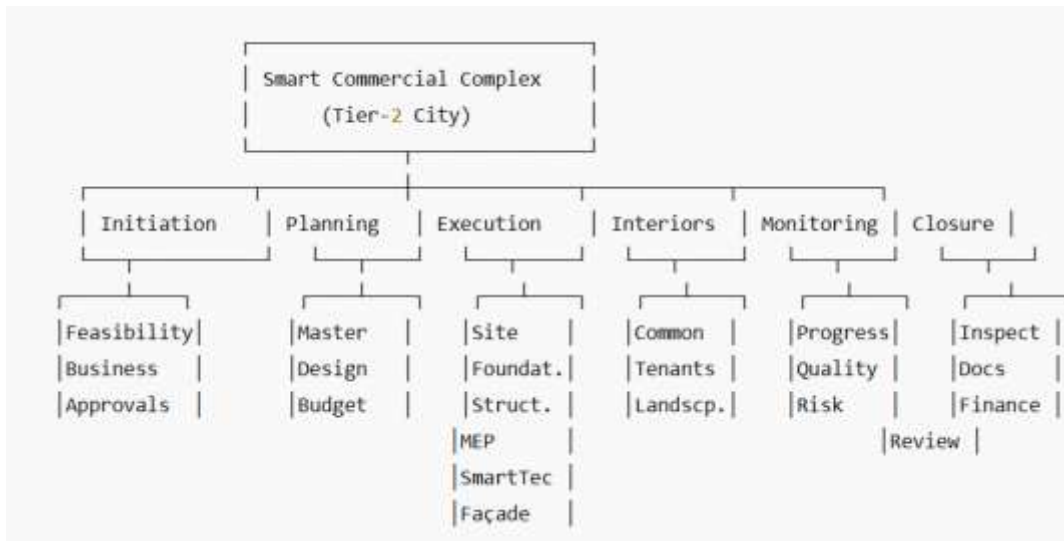 Smart Commercial Complex
(Tier-2 City)
Initiation Planning Execution Interiors Monitoring Closure
Feasibility Master Site Common Progress Inspect
Business Design Foundat. Tenants Quality Docs
Approvals Budget Struct. Landscp. Risk Finance
MEP Review
SmartTec
Façade